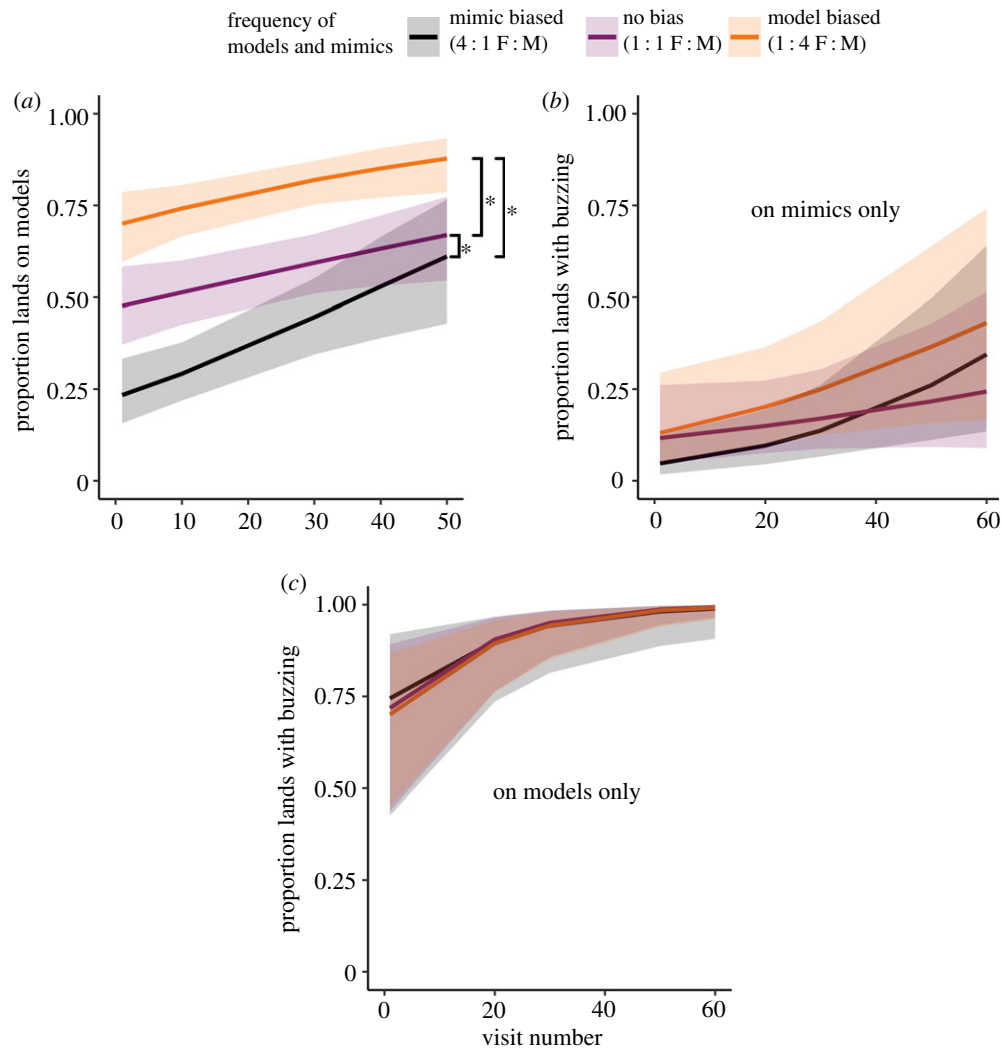 frequency of
models and mimics
mimic biased
(4 : 1 F : M)
no bias
(1 : 1 F : M)
model biased
(1 : 4 F : M)
(a)
1.00
0.75
0.50
0.25
0
proportion lands on models
*
*
*
0 10 20 30 40 50
(b)
1.00
0.75
0.50
0.25
0
proportion lands with buzzing
on mimics only
0 20 40 60
(c)
1.00
0.75
0.50
0.25
0
proportion lands with buzzing
on models only
0 20 40 60
visit number